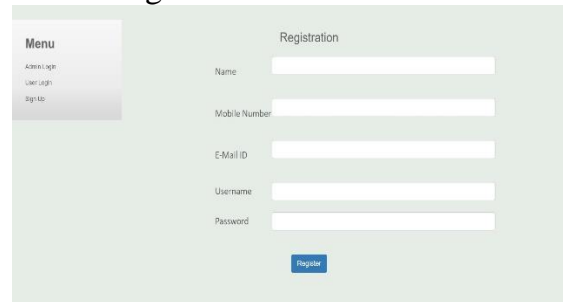 Menu
Admin Login
User Login
Sign Up
Registration
Name
Mobile Number
E-Mail ID
Username
Password
Register